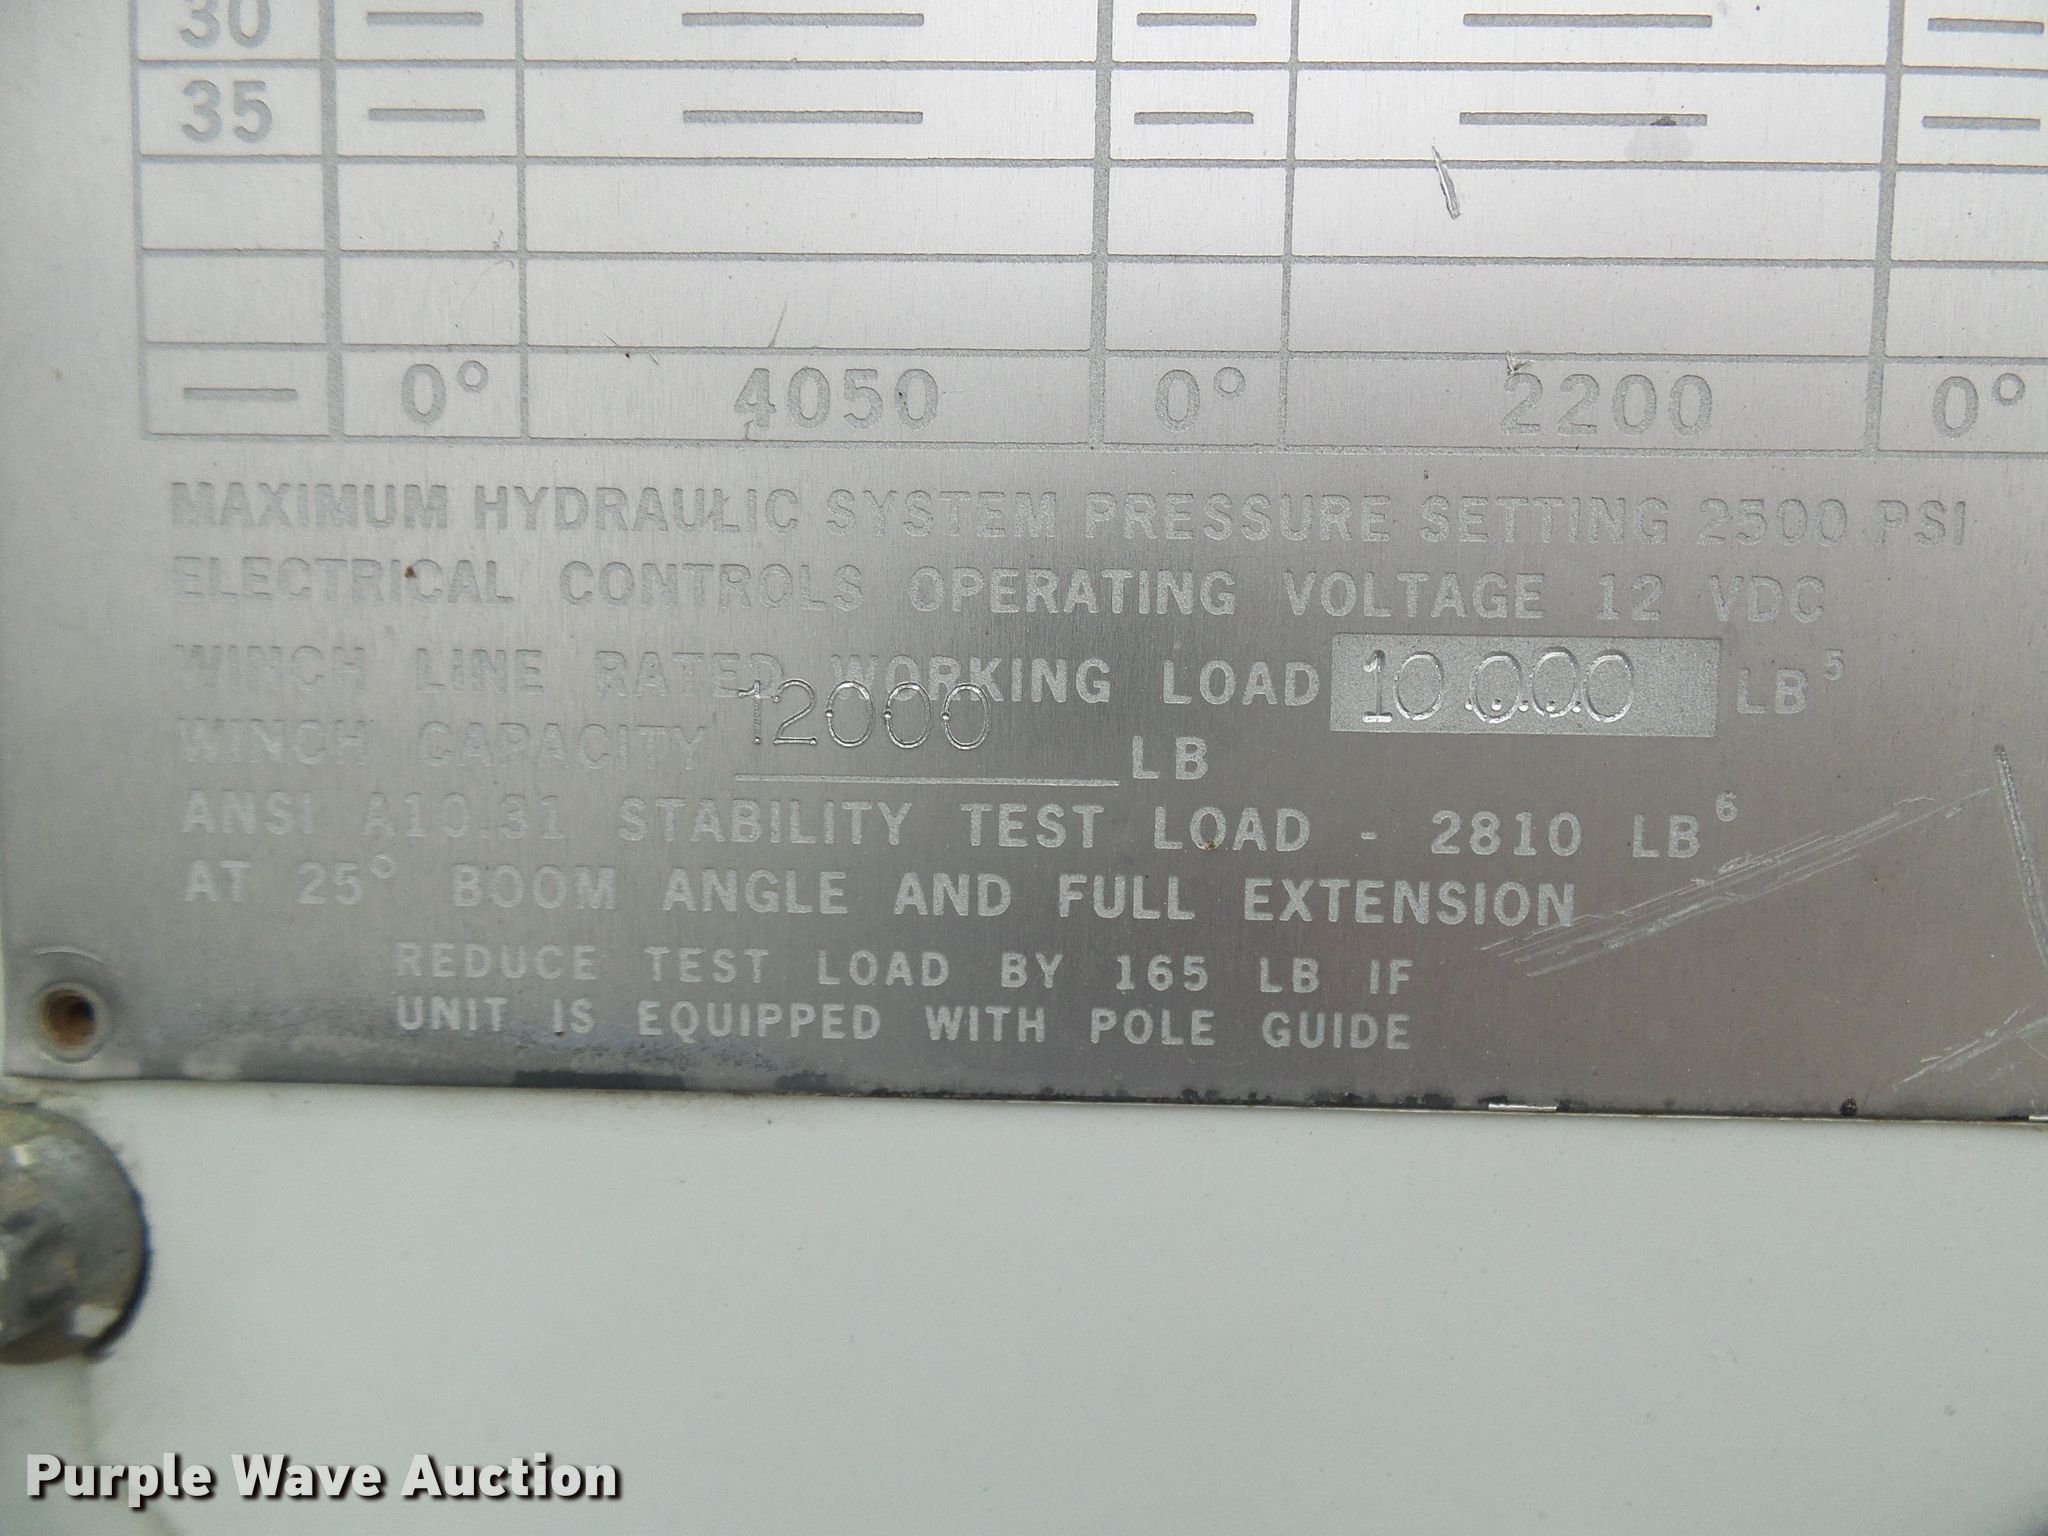 30 — — — — —
35 — — — — —
— 0° 4050 0° 2200 0°
MAXIMUM HYDRAULIC SYSTEM PRESSURE SETTING 2500 PSI
ELECTRICAL CONTROLS OPERATING VOLTAGE 12 VDC
WINCH LINE RATED WORKING LOAD 10.000 LB⁵
WINCH CAPACITY 12000 LB
ANSI A10.31 STABILITY TEST LOAD - 2810 LB⁶
AT 25° BOOM ANGLE AND FULL EXTENSION
REDUCE TEST LOAD BY 165 LB IF
UNIT IS EQUIPPED WITH POLE GUIDE
Purple Wave Auction